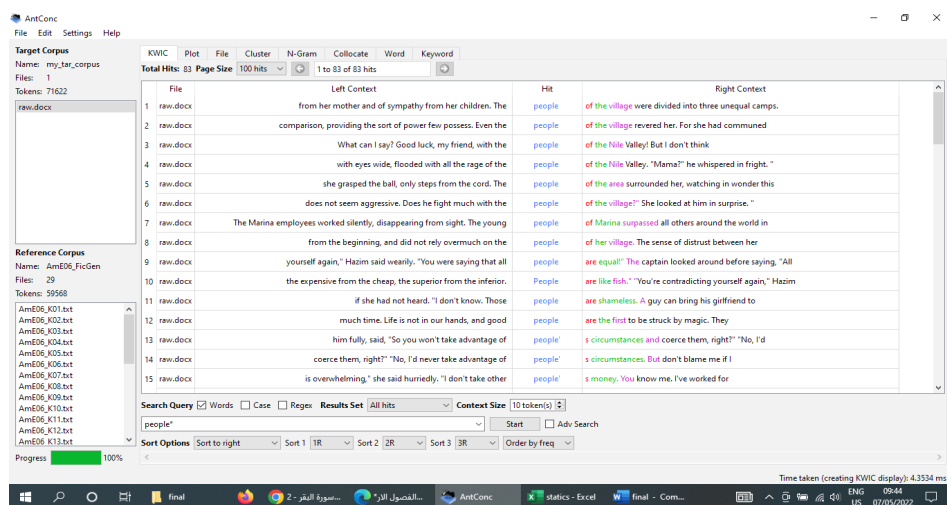 AntConc
File Edit Settings Help
Target Corpus
Name: my_tar_corpus
Files: 1
Tokens: 71622
raw.docx
Reference Corpus
Name: AmE06_FicGen
Files: 29
Tokens: 59568
AmE06_K01.txt
AmE06_K02.txt
AmE06_K03.txt
AmE06_K04.txt
AmE06_K05.txt
AmE06_K06.txt
AmE06_K07.txt
AmE06_K08.txt
AmE06_K09.txt
AmE06_K10.txt
AmE06_K11.txt
AmE06_K12.txt
AmE06_K13.txt
Progress 100%
KWIC Plot File Cluster N-Gram Collocate Word Keyword
Total Hits: 83 Page Size 100 hits 1 to 83 of 83 hits
File Left Context Hit Right Context
1 raw.docx from her mother and of sympathy from her children. The people of the village were divided into three unequal camps.
2 raw.docx comparison, providing the sort of power few possess. Even the people of the village revered her. For she had communed
3 raw.docx What can I say? Good luck, my friend, with the people of the Nile Valley! But I don't think
4 raw.docx with eyes wide, flooded with all the rage of the people of the Nile Valley. "Mama?" he whispered in fright. "
5 raw.docx she grasped the ball, only steps from the cord. The people of the area surrounded her, watching in wonder this
6 raw.docx does not seem aggressive. Does he fight much with the people of the village?" She looked at him in surprise. "
7 raw.docx The Marina employees worked silently, disappearing from sight. The young people of Marina surpassed all others around the world in
8 raw.docx from the beginning, and did not rely overmuch on the people of her village. The sense of distrust between her
9 raw.docx yourself again," Hazim said wearily. "You were saying that all people are equal!" The captain looked around before saying, "All
10 raw.docx the expensive from the cheap, the superior from the inferior. People are like fish." "You're contradicting yourself again," Hazim
11 raw.docx if she had not heard. "I don't know. Those people are shameless. A guy can bring his girlfriend to
12 raw.docx much time. Life is not in our hands, and good people are the first to be struck by magic. They
13 raw.docx him fully, said, "So you won't take advantage of people' s circumstances and coerce them, right?" "No, I'd
14 raw.docx coerce them, right?" "No, I'd never take advantage of people' s circumstances. But don't blame me if I
15 raw.docx is overwhelming," she said hurriedly. "I don't take other people' s money. You know me. I've worked for
Search Query Words Case Regex Results Set All hits Context Size 10 token(s)
people* Start Adv Search
Sort Options Sort to right Sort 1 1R Sort 2 2R Sort 3 3R Order by freq
Time taken (creating KWIC display): 4.3534 ms
final سورة البقر - 2... الفصول الار*... AntConc statics - Excel final - Com... ENG US 09:44 07/05/2022